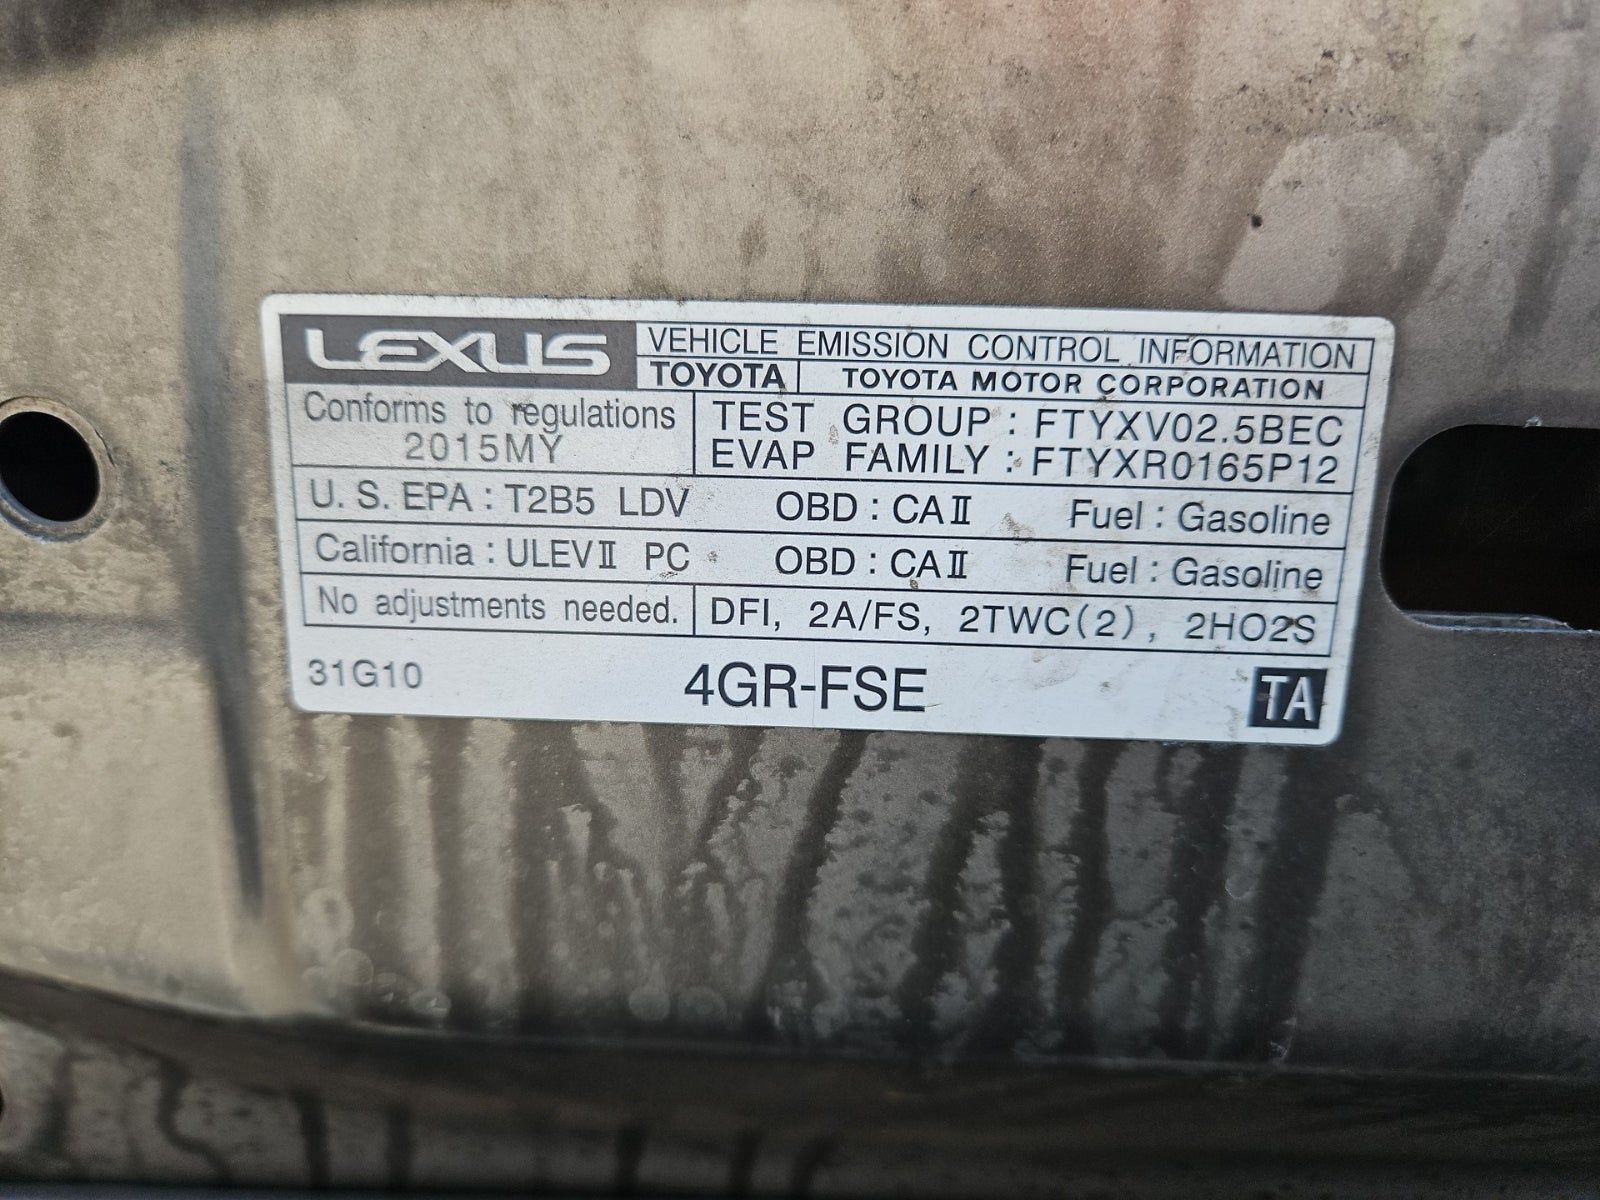 LEXUS VEHICLE EMISSION CONTROL INFORMATION
TOYOTA TOYOTA MOTOR CORPORATION
Conforms to regulations TEST GROUP : FTYXV02.5BEC
2015MY EVAP FAMILY : FTYXR0165P12
U. S. EPA : T2B5 LDV OBD : CAⅡ Fuel : Gasoline
California : ULEVⅡ PC OBD : CAⅡ Fuel : Gasoline
No adjustments needed. DFI, 2A/FS, 2TWC(2), 2HO2S
31G10 4GR-FSE TA